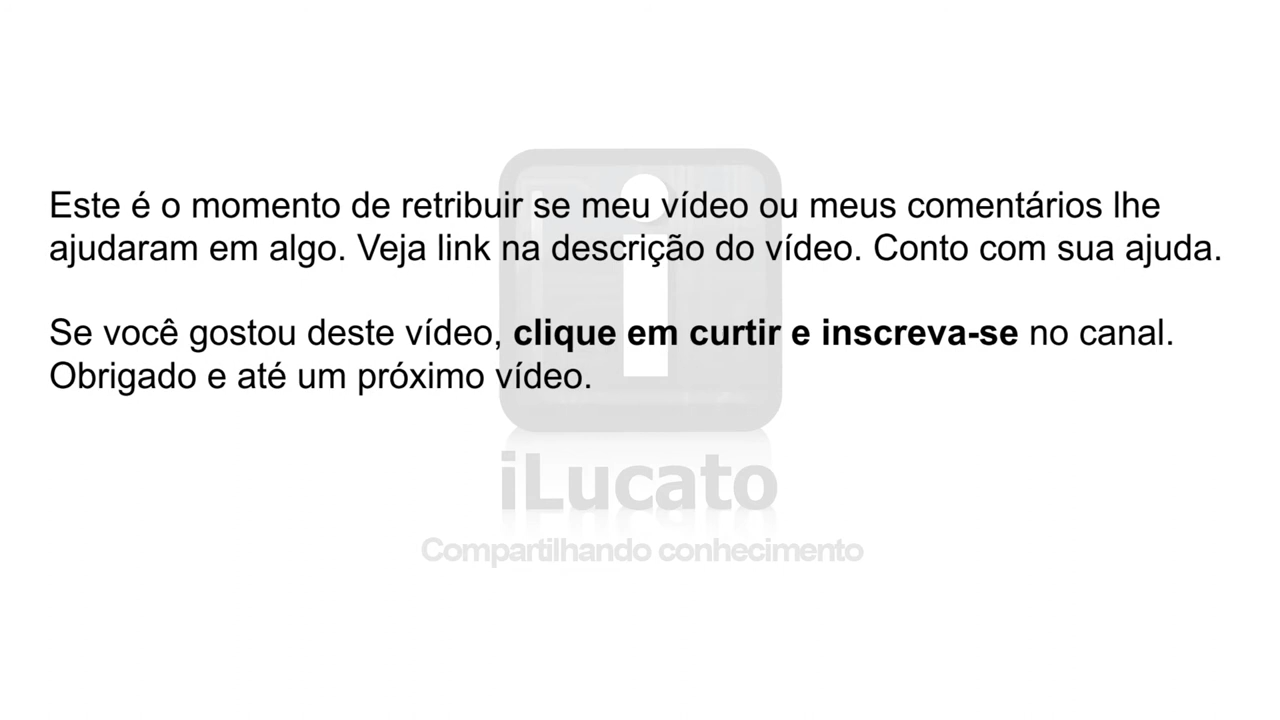 Este é o momento de retribuir se meu vídeo ou meus comentários lhe
ajudaram em algo. Veja link na descrição do vídeo. Conto com sua ajuda.
Se você gostou deste vídeo, clique em curtir e inscreva-se no canal.
Obrigado e até um próximo vídeo.
iLucato
Compartilhando conhecimento